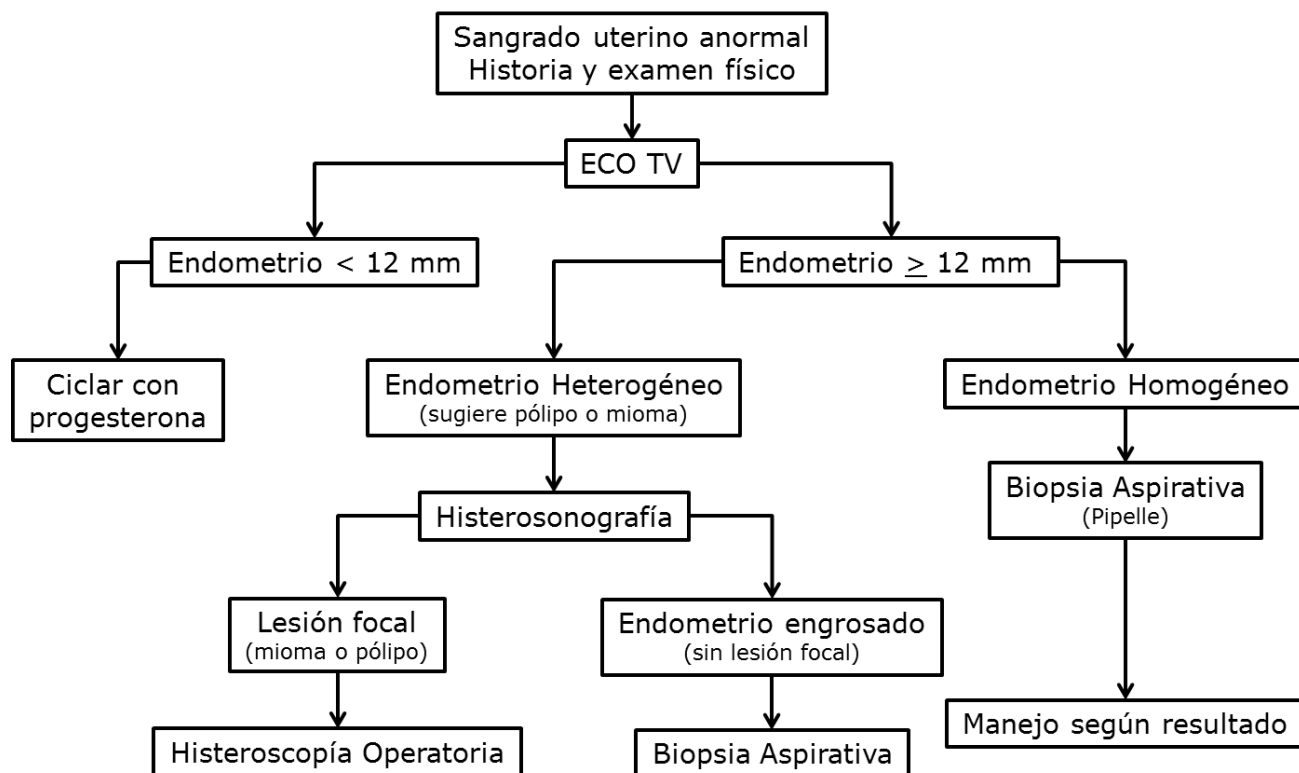 Sangrado uterino anormal
Historia y examen físico
ECO TV
Endometrio < 12 mm
Endometrio ≥ 12 mm
Ciclar con
progesterona
Endometrio Heterogéneo
(sugiere pólipo o mioma)
Endometrio Homogéneo
Histerosonografía
Biopsia Aspirativa
(Pipelle)
Lesión focal
(mioma o pólipo)
Endometrio engrosado
(sin lesión focal)
Histeroscopía Operatoria
Biopsia Aspirativa
Manejo según resultado